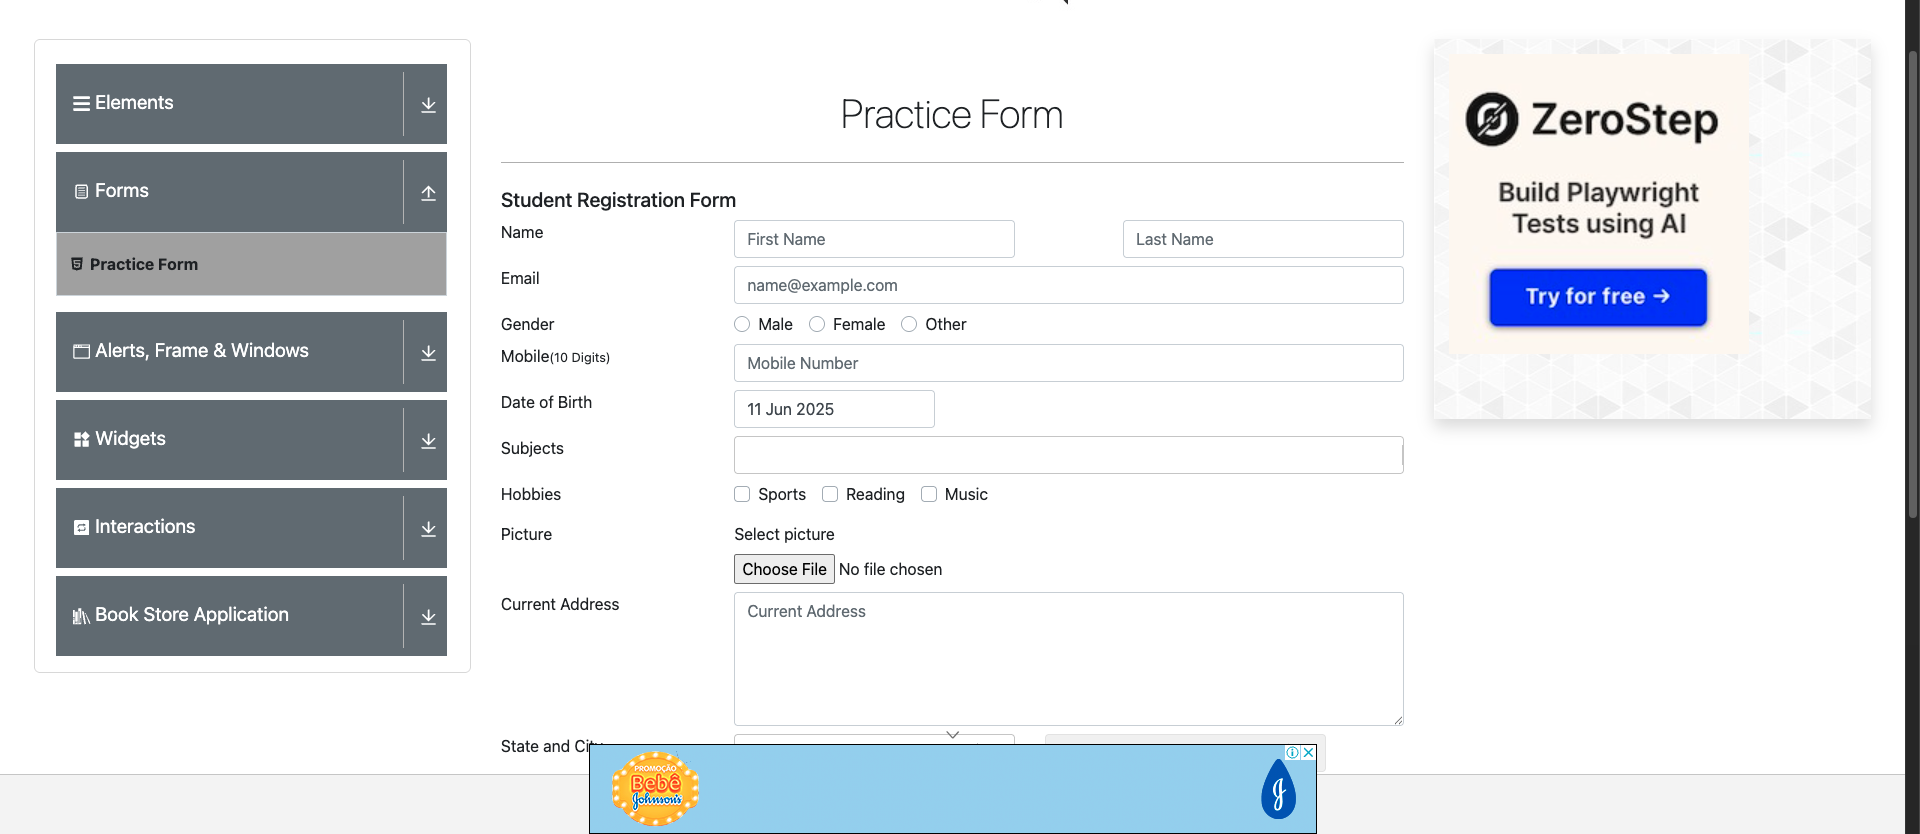 Elements
Forms
Practice Form
Alerts, Frame & Windows
Widgets
Interactions
Book Store Application
Practice Form
Student Registration Form
Name
First Name
Last Name
Email
name@example.com
Gender
Male
Female
Other
Mobile(10 Digits)
Mobile Number
Date of Birth
11 Jun 2025
Subjects
Hobbies
Sports
Reading
Music
Picture
Select picture
Choose File No file chosen
Current Address
Current Address
State and City
ZeroStep
Build Playwright
Tests using AI
Try for free →
PROMOÇÃO
Bebê
Johnson's